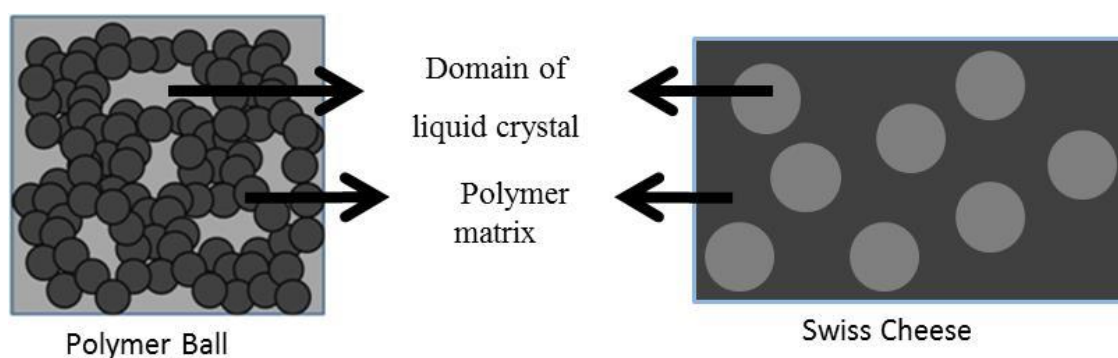 Domain of
liquid crystal
Polymer
matrix
Polymer Ball
Swiss Cheese